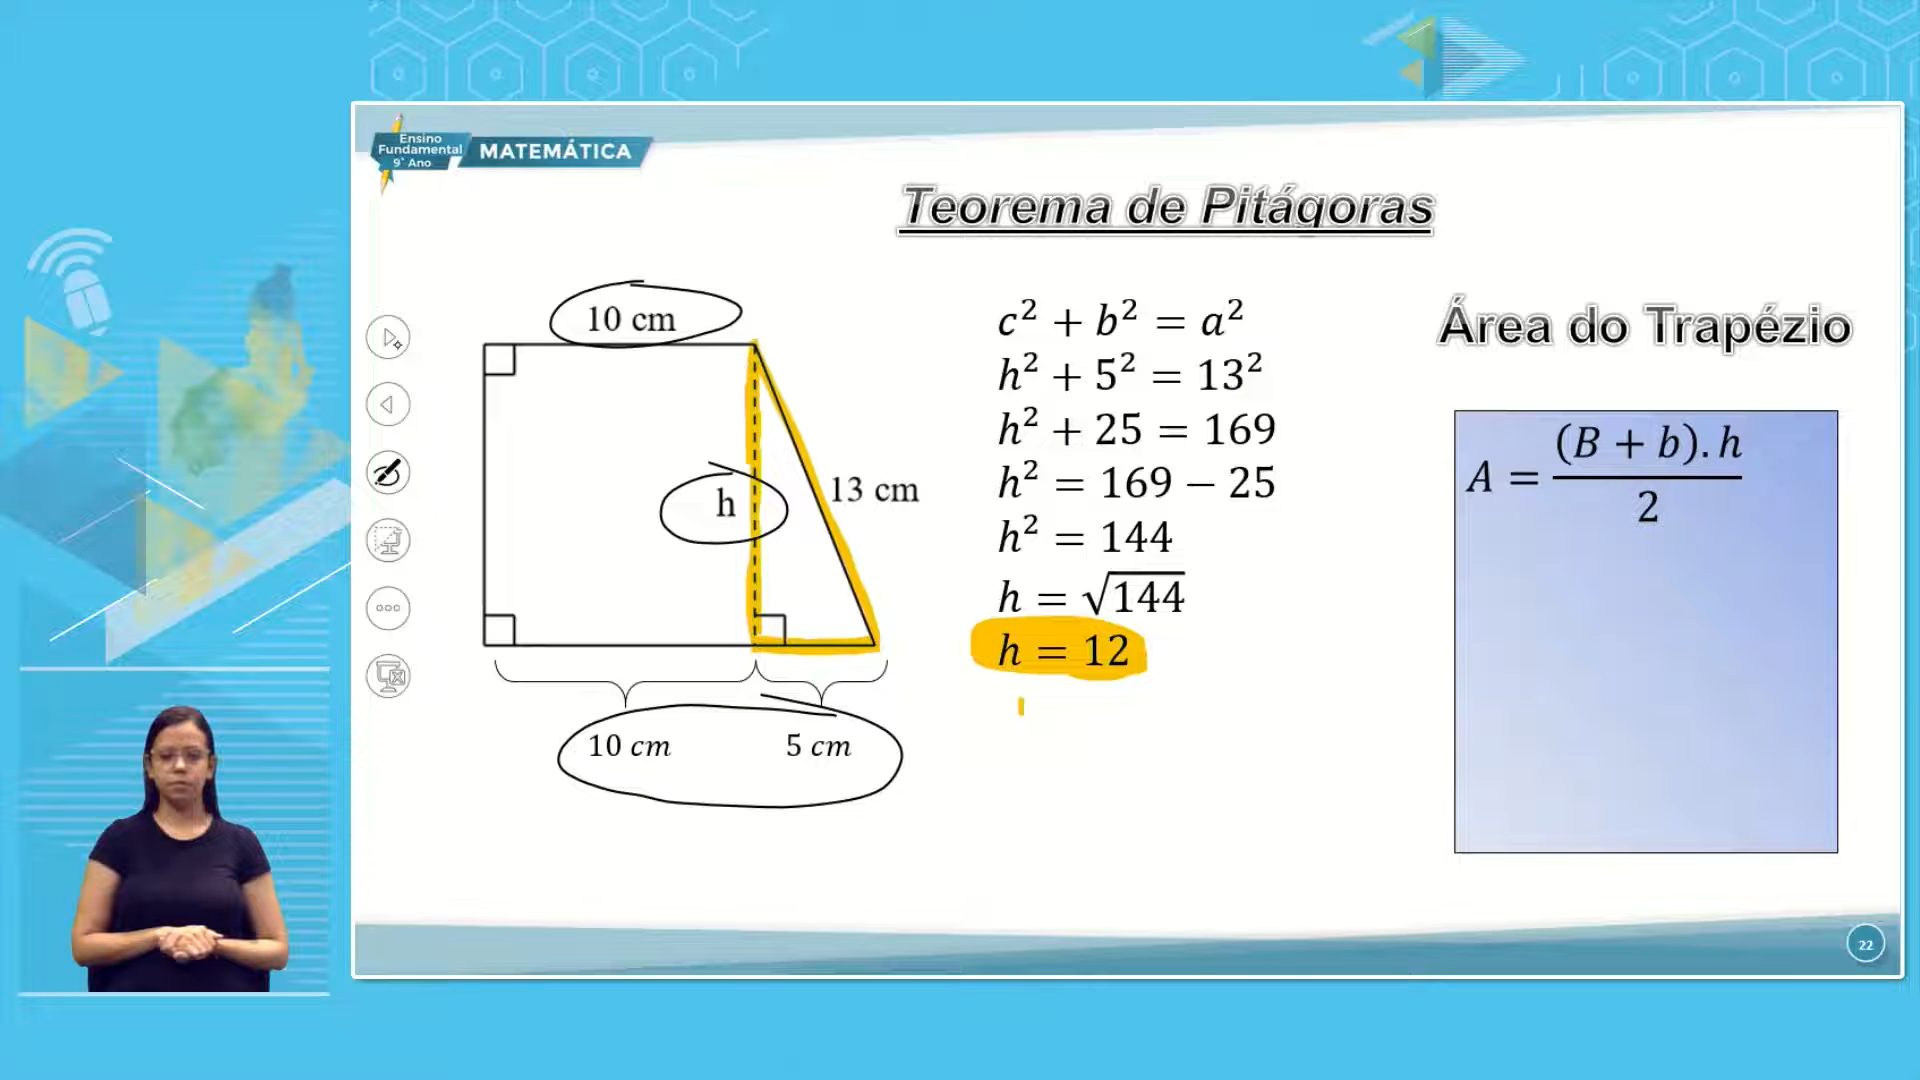 Ensino
Fundamental
9° Ano
MATEMÁTICA
Teorema de Pitágoras
10 cm
h
13 cm
10 cm
5 cm
c² + b² = a²
h² + 5² = 13²
h² + 25 = 169
h² = 169 − 25
h² = 144
h = √144
h = 12
Área do Trapézio
A = (B + b). h / 2
22